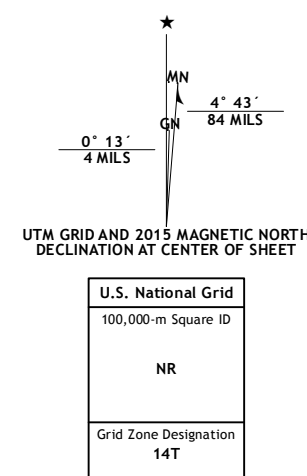 ★
MN
4° 43´
84 MILS
GN
0° 13´
4 MILS
UTM GRID AND 2015 MAGNETIC NORTH
DECLINATION AT CENTER OF SHEET
U.S. National Grid
100,000-m Square ID
NR
Grid Zone Designation
14T